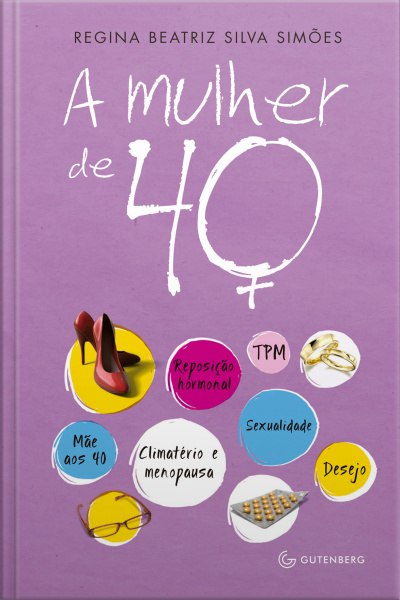 REGINA BEATRIZ SILVA SIMÕES
A mulher
de 40
Reposição
hormonal
TPM
Mãe
aos 40
Climatério e
menopausa
Sexualidade
Desejo
G GUTENBERG